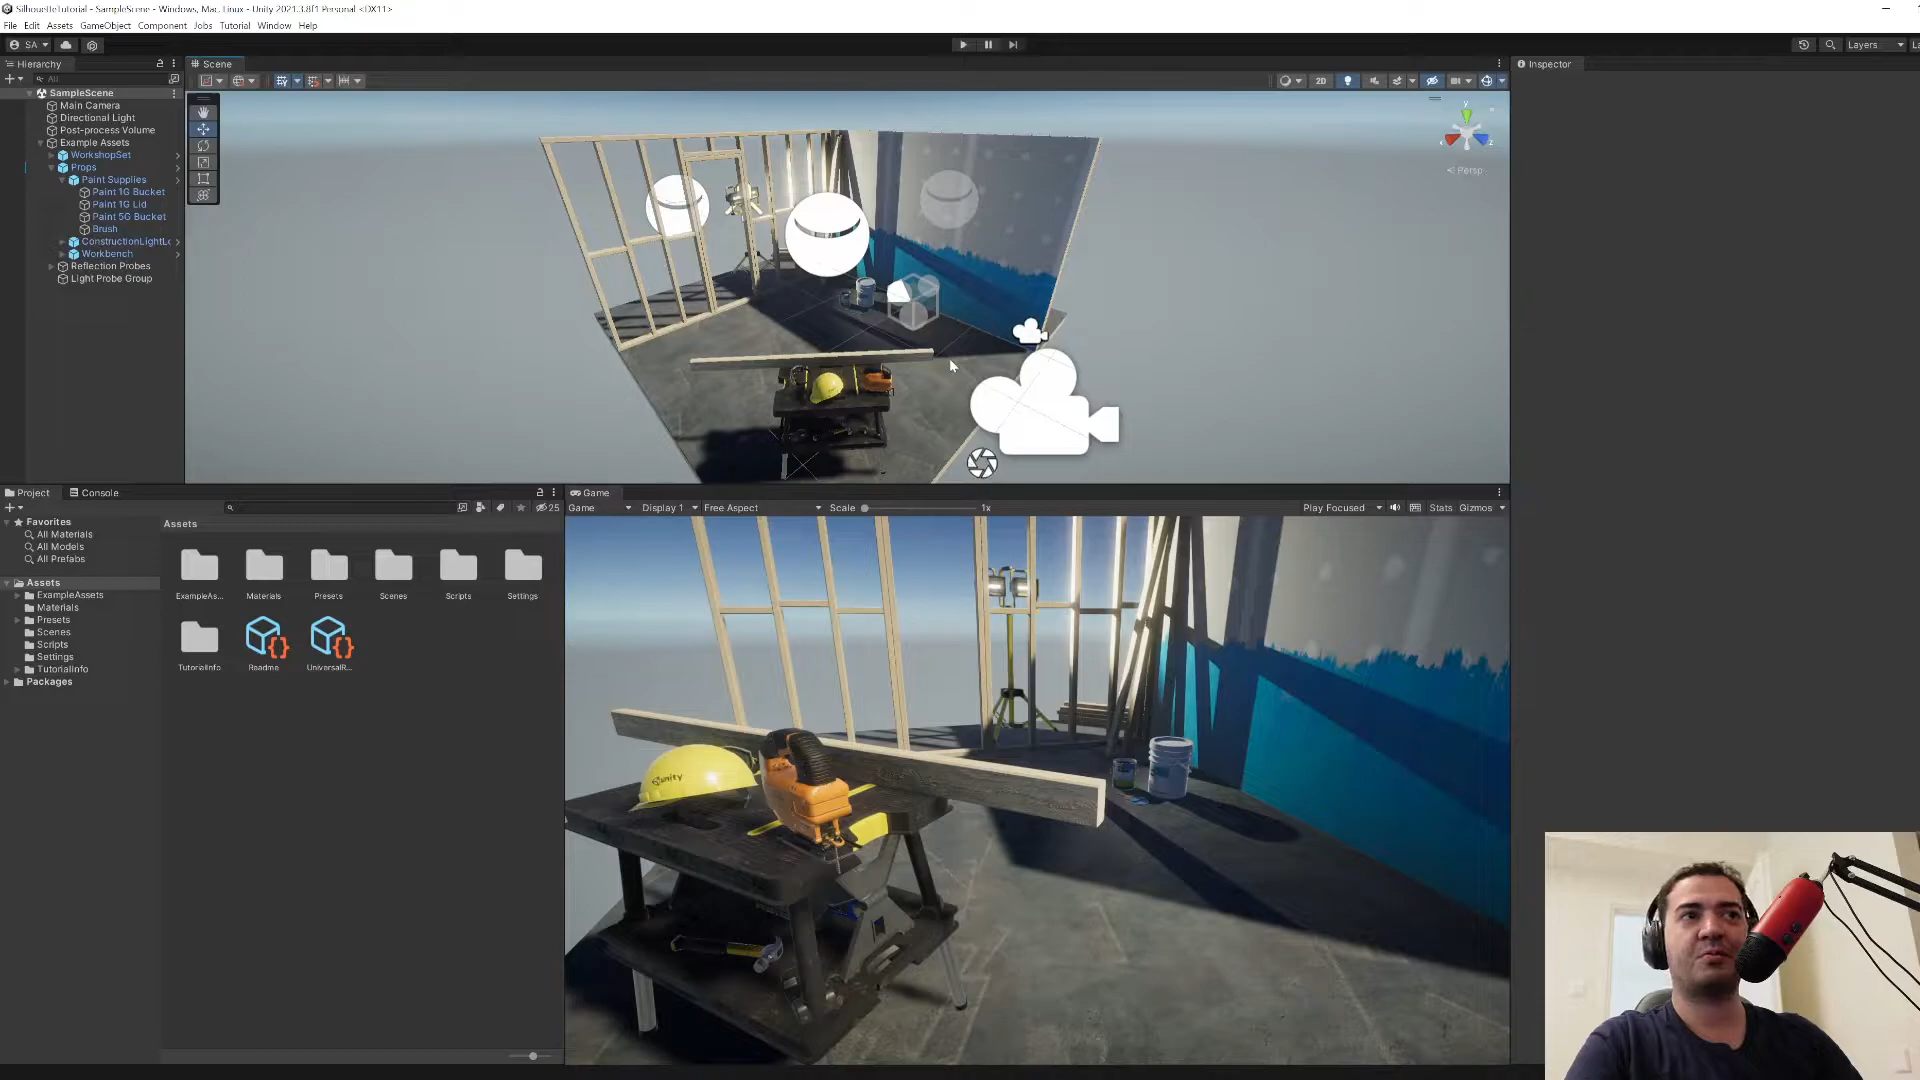 SilhouetteTutorial - SampleScene - Windows, Mac, Linux - Unity 2021.3.8f1 Personal <DX11>
File Edit Assets GameObject Component Jobs Tutorial Window Help
SA
Layers
Hierarchy
All
SampleScene
Main Camera
Directional Light
Post-process Volume
Example Assets
WorkshopSet
Props
Paint Supplies
Paint 1G Bucket
Paint 1G Lid
Paint 5G Bucket
Brush
ConstructionLightLo
Workbench
Reflection Probes
Light Probe Group
Scene
2D
y
x
z
< Persp
Inspector
Project
Console
25
Favorites
All Materials
All Models
All Prefabs
Assets
ExampleAssets
Materials
Presets
Scenes
Scripts
Settings
TutorialInfo
Packages
Assets
ExampleAs...
Materials
Presets
Scenes
Scripts
Settings
TutorialInfo
Readme
UniversalR...
Game
Game
Display 1
Free Aspect
Scale
1x
Play Focused
Stats
Gizmos
unity